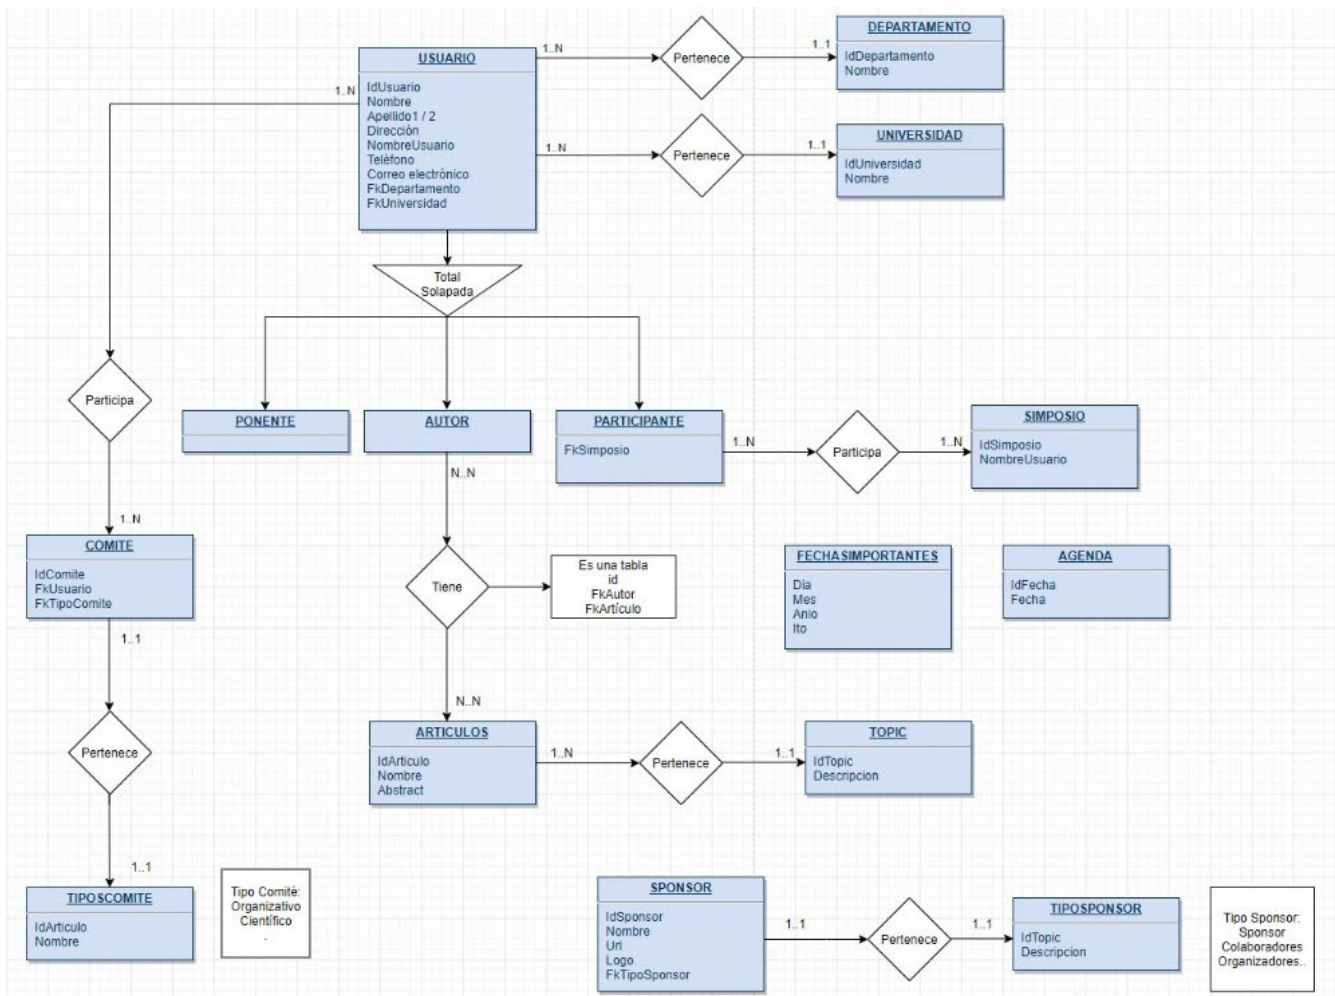 USUARIO
IdUsuario
Nombre
Apellido1 / 2
Dirección
NombreUsuario
Teléfono
Correo electrónico
FkDepartamento
FkUniversidad
1..N
Pertenece
1..1
DEPARTAMENTO
IdDepartamento
Nombre
1..N
Pertenece
1..1
UNIVERSIDAD
IdUniversidad
Nombre
1..N
Total
Solapada
Participa
1..N
PONENTE
AUTOR
PARTICIPANTE
FkSimposio
1..N
Participa
1..N
SIMPOSIO
IdSimposio
NombreUsuario
N..N
COMITE
IdComite
FkUsuario
FkTipoComite
1..1
Tiene
Es una tabla
id
FkAutor
FkArtículo
FECHASIMPORTANTES
Dia
Mes
Anio
Ito
AGENDA
IdFecha
Fecha
N..N
Pertenece
1..1
ARTICULOS
IdArticulo
Nombre
Abstract
1..N
Pertenece
1..1
TOPIC
IdTopic
Descripcion
TIPOSCOMITE
IdArticulo
Nombre
Tipo Comité:
Organizativo
Científico
.
SPONSOR
IdSponsor
Nombre
Url
Logo
FkTipoSponsor
1..1
Pertenece
1..1
TIPOSPONSOR
IdTopic
Descripcion
Tipo Sponsor:
Sponsor
Colaboradores
Organizadores..